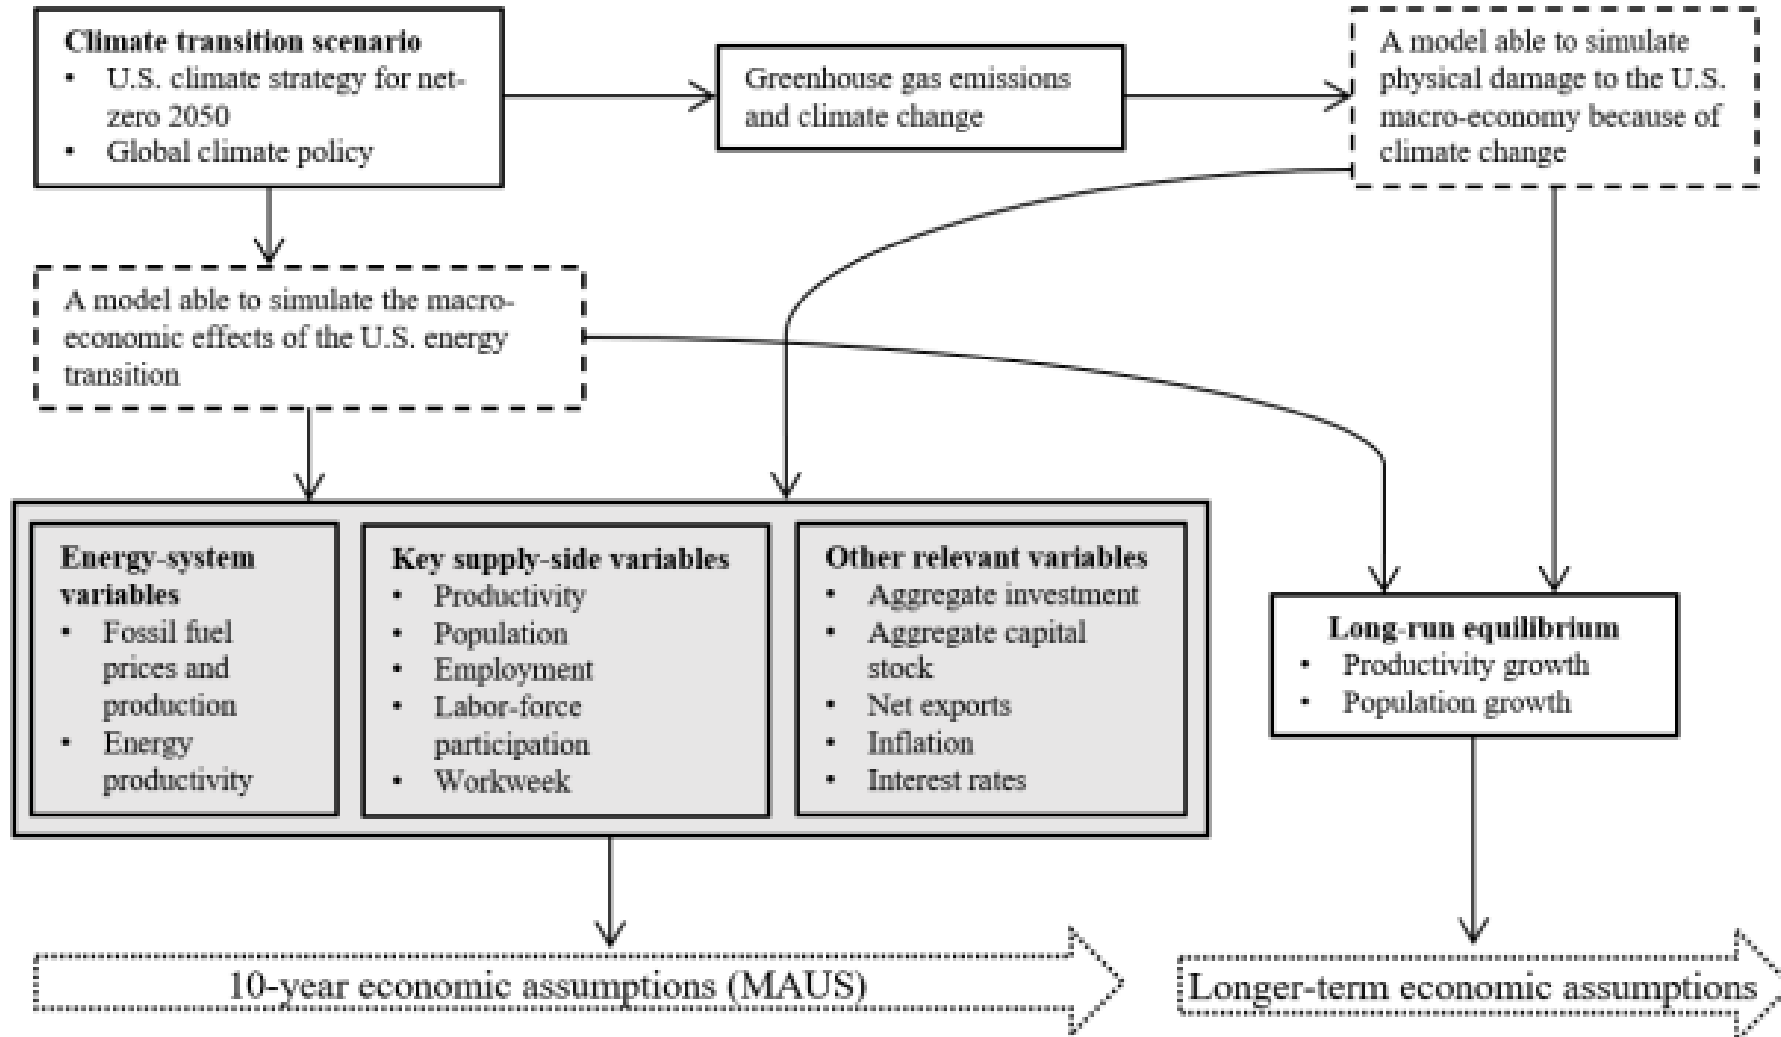 Climate transition scenario
• U.S. climate strategy for net-
zero 2050
• Global climate policy
Greenhouse gas emissions
and climate change
A model able to simulate
physical damage to the U.S.
macro-economy because of
climate change
A model able to simulate the macro-
economic effects of the U.S. energy
transition
Energy-system
variables
• Fossil fuel
prices and
production
• Energy
productivity
Key supply-side variables
• Productivity
• Population
• Employment
• Labor-force
participation
• Workweek
Other relevant variables
• Aggregate investment
• Aggregate capital
stock
• Net exports
• Inflation
• Interest rates
Long-run equilibrium
• Productivity growth
• Population growth
10-year economic assumptions (MAUS)
Longer-term economic assumptions